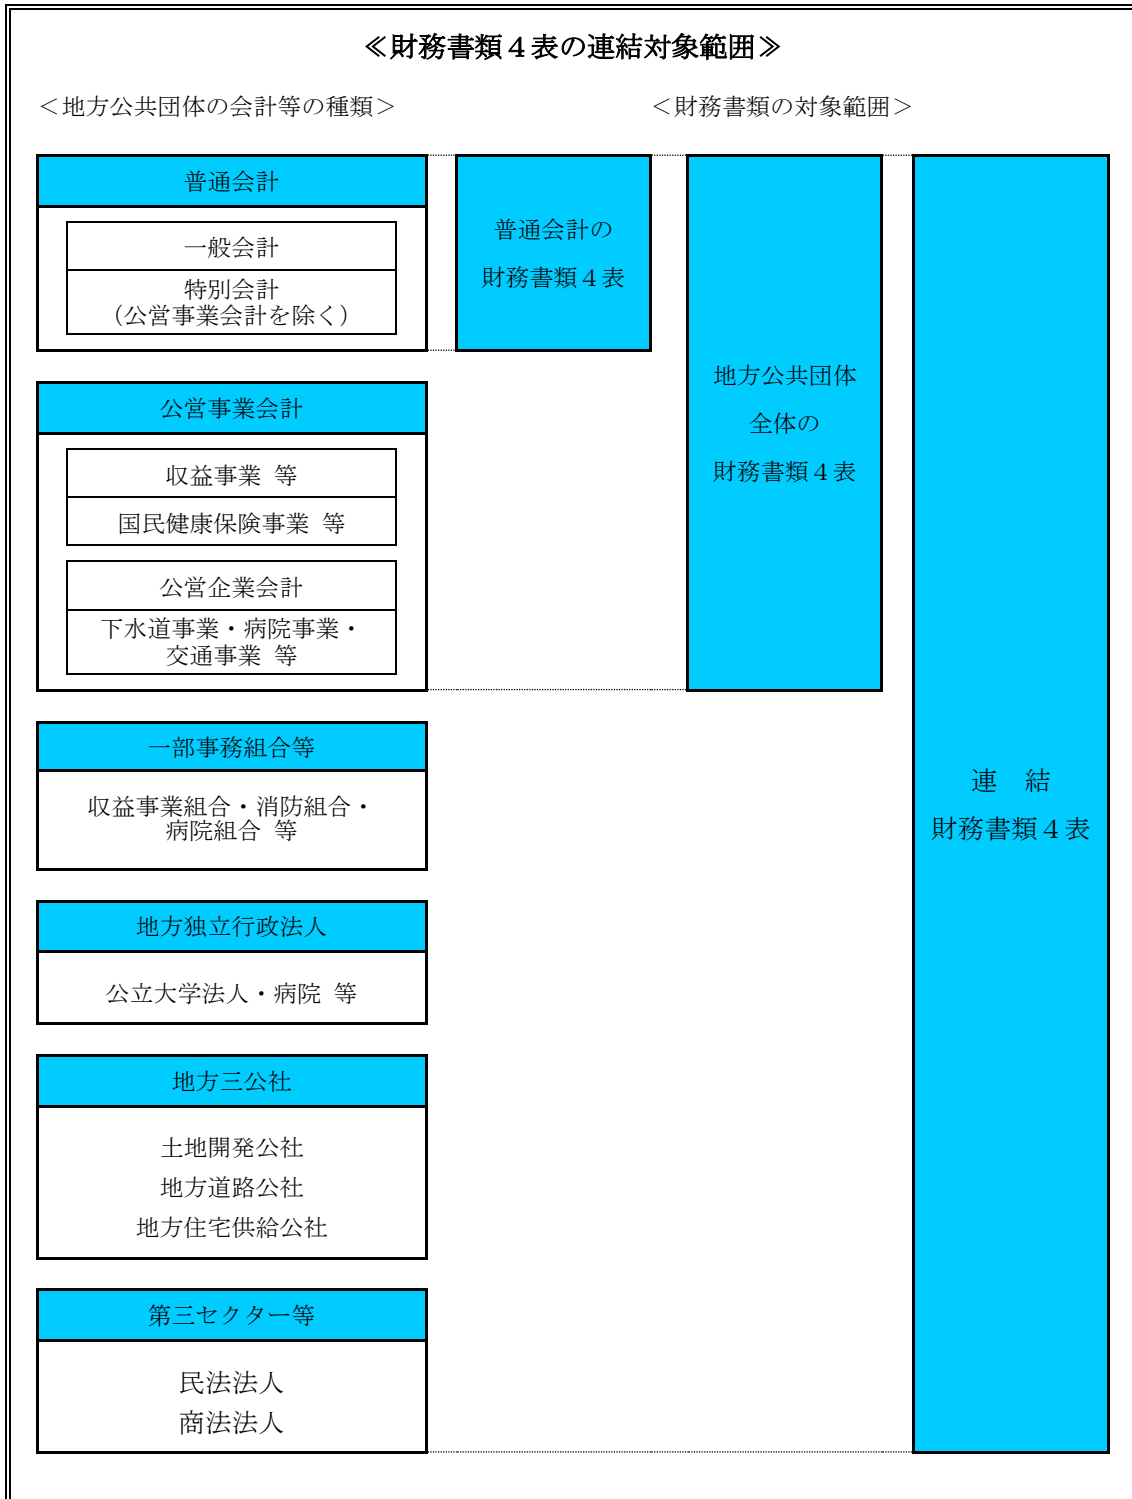 ≪財務書類４表の連結対象範囲≫
＜地方公共団体の会計等の種類＞
＜財務書類の対象範囲＞
普通会計
一般会計
特別会計
（公営事業会計を除く）
普通会計の
財務書類４表
公営事業会計
収益事業 等
国民健康保険事業 等
公営企業会計
下水道事業・病院事業・
交通事業 等
地方公共団体
全体の
財務書類４表
一部事務組合等
収益事業組合・消防組合・
病院組合 等
地方独立行政法人
公立大学法人・病院 等
地方三公社
土地開発公社
地方道路公社
地方住宅供給公社
第三セクター等
民法法人
商法法人
連　結
財務書類４表